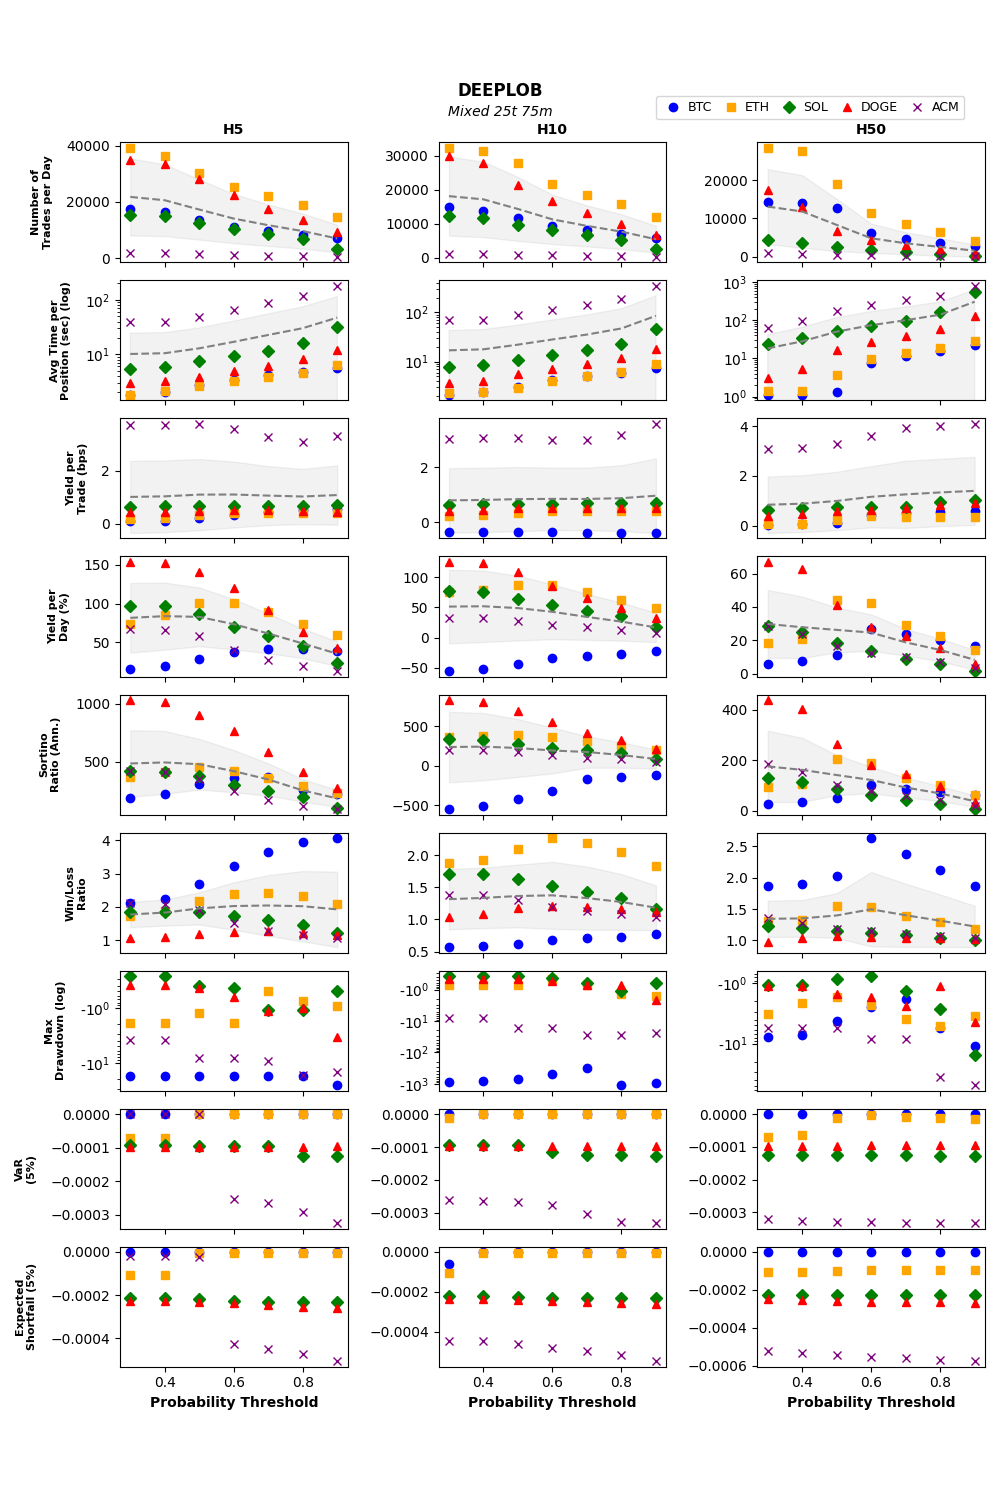 DEEPLOB
Mixed 25t 75m
BTC ETH SOL DOGE ACM
H5 H10 H50
Number of
Trades per Day
40000 20000 0
30000 20000 10000 0
20000 10000 0
Avg Time per
Position (sec) (log)
10² 10¹
10² 10¹
10³ 10² 10¹ 10⁰
Yield per
Trade (bps)
2 0
2 0
4 2 0
Yield per
Day (%)
150 100 50
100 50 0 −50
60 40 20 0
Sortino
Ratio (Ann.)
1000 500
500 0 −500
400 200 0
Win/Loss
Ratio
4 3 2 1
2.0 1.5 1.0 0.5
2.5 2.0 1.5 1.0
Max
Drawdown (log)
-10⁰ -10¹
-10⁰ -10¹ -10² -10³
-10⁰ -10¹
VaR
(5%)
0.0000 −0.0001 −0.0002 −0.0003
0.0000 −0.0001 −0.0002 −0.0003
0.0000 −0.0001 −0.0002 −0.0003
Expected
Shortfall (5%)
0.0000 −0.0002 −0.0004
0.0000 −0.0002 −0.0004
0.0000 −0.0002 −0.0004 −0.0006
0.4 0.6 0.8 0.4 0.6 0.8 0.4 0.6 0.8
Probability Threshold Probability Threshold Probability Threshold